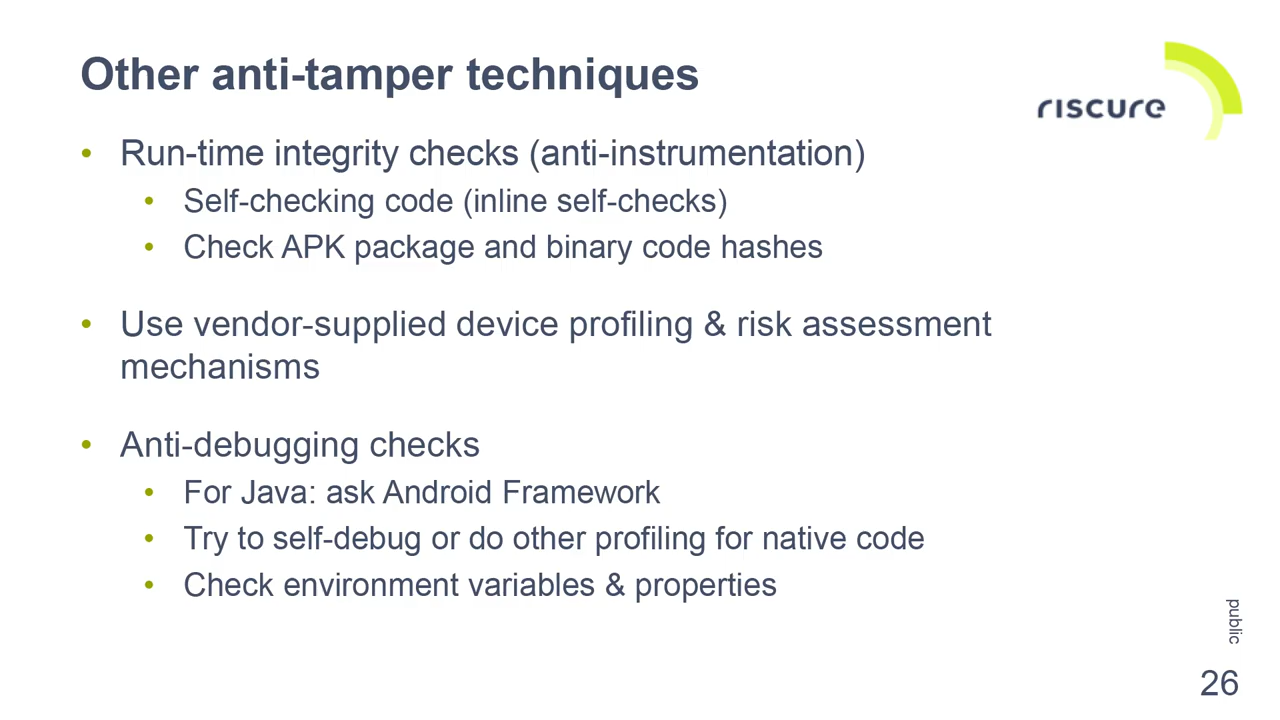 Other anti-tamper techniques
riscure
• Run-time integrity checks (anti-instrumentation)
• Self-checking code (inline self-checks)
• Check APK package and binary code hashes
• Use vendor-supplied device profiling & risk assessment
mechanisms
• Anti-debugging checks
• For Java: ask Android Framework
• Try to self-debug or do other profiling for native code
• Check environment variables & properties
public
26